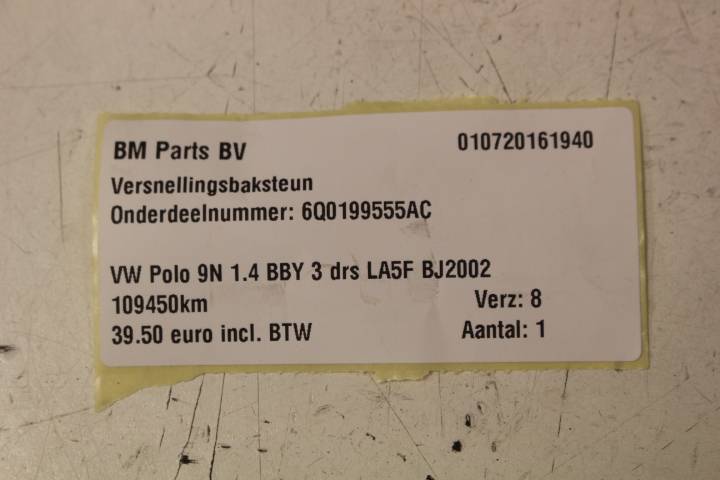 BM Parts BV 010720161940
Versnellingsbaksteun
Onderdeelnummer: 6Q0199555AC
VW Polo 9N 1.4 BBY 3 drs LA5F BJ2002
109450km Verz: 8
39.50 euro incl. BTW Aantal: 1